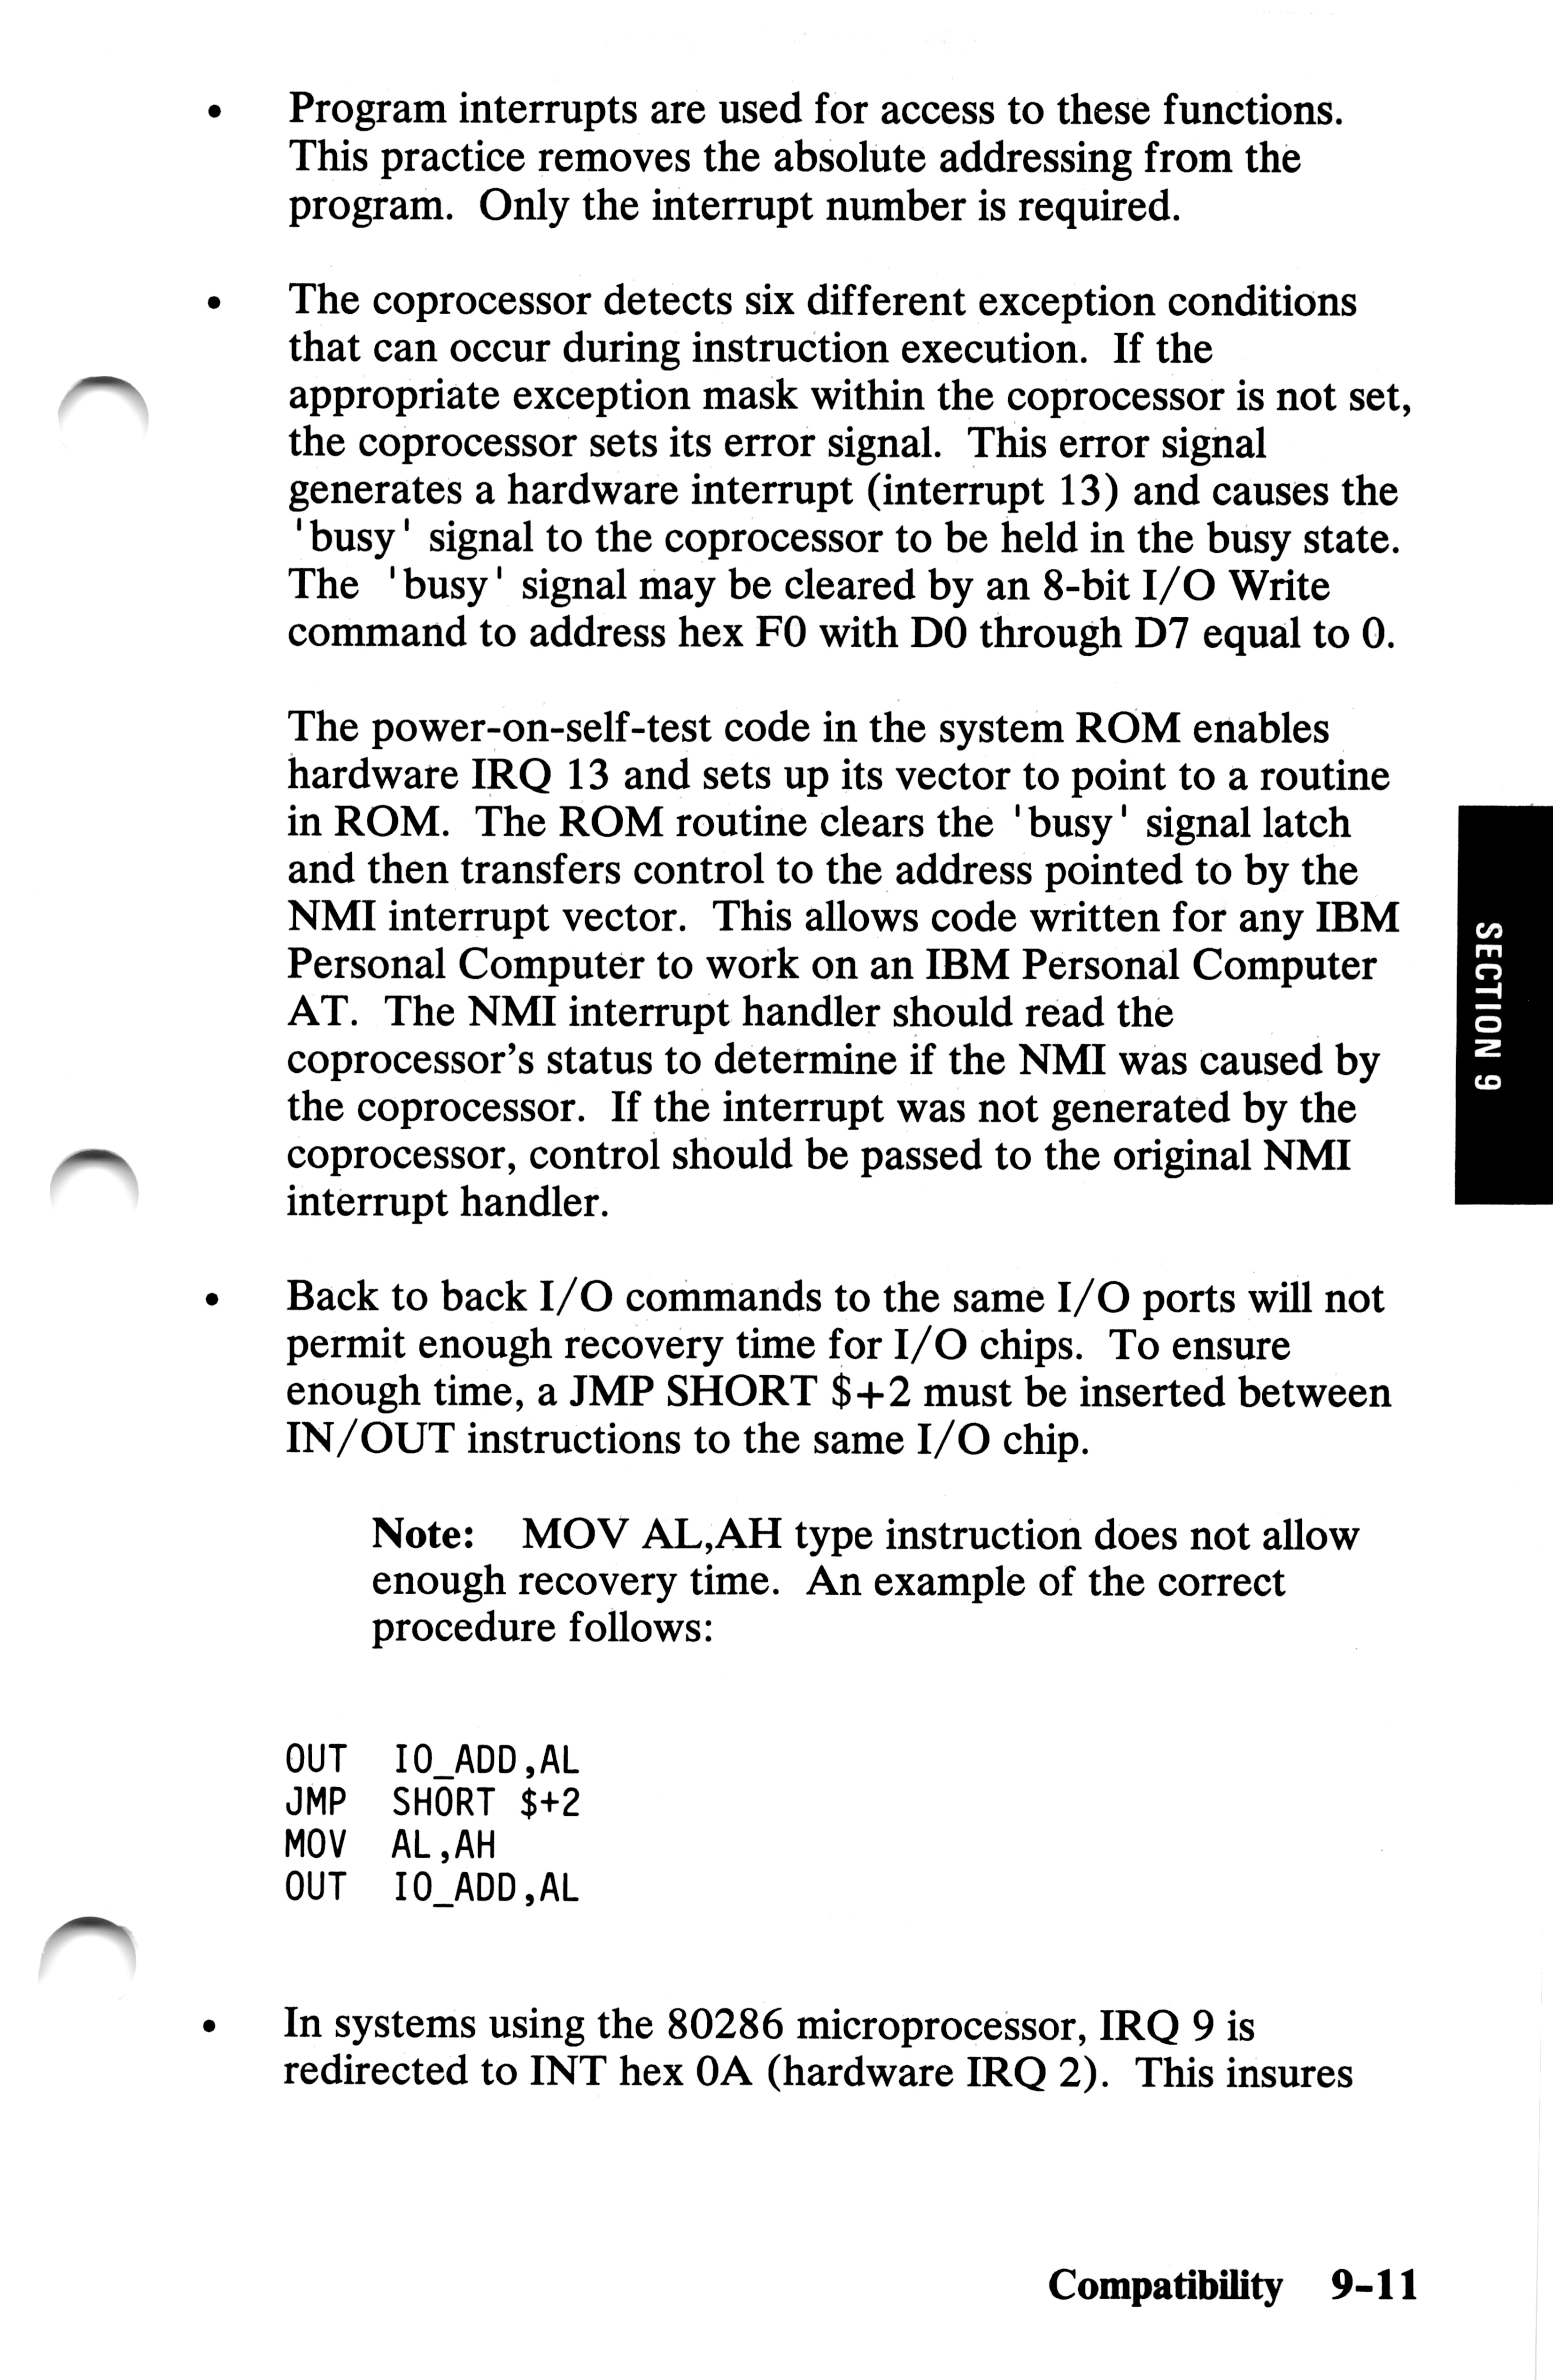 • Program interrupts are used for access to these functions.
This practice removes the absolute addressing from the
program. Only the interrupt number is required.
• The coprocessor detects six different exception conditions
that can occur during instruction execution. If the
appropriate exception mask within the coprocessor is not set,
the coprocessor sets its error signal. This error signal
generates a hardware interrupt (interrupt 13) and causes the
'busy' signal to the coprocessor to be held in the busy state.
The 'busy' signal may be cleared by an 8-bit I/O Write
command to address hex F0 with D0 through D7 equal to 0.
The power-on-self-test code in the system ROM enables
hardware IRQ 13 and sets up its vector to point to a routine
in ROM. The ROM routine clears the 'busy' signal latch
and then transfers control to the address pointed to by the
NMI interrupt vector. This allows code written for any IBM
Personal Computer to work on an IBM Personal Computer
AT. The NMI interrupt handler should read the
coprocessor's status to determine if the NMI was caused by
the coprocessor. If the interrupt was not generated by the
coprocessor, control should be passed to the original NMI
interrupt handler.
• Back to back I/O commands to the same I/O ports will not
permit enough recovery time for I/O chips. To ensure
enough time, a JMP SHORT $+2 must be inserted between
IN/OUT instructions to the same I/O chip.
Note: MOV AL,AH type instruction does not allow
enough recovery time. An example of the correct
procedure follows:
OUT IO_ADD,AL
JMP SHORT $+2
MOV AL,AH
OUT IO_ADD,AL
• In systems using the 80286 microprocessor, IRQ 9 is
redirected to INT hex 0A (hardware IRQ 2). This insures
SECTION 9
Compatibility 9-11